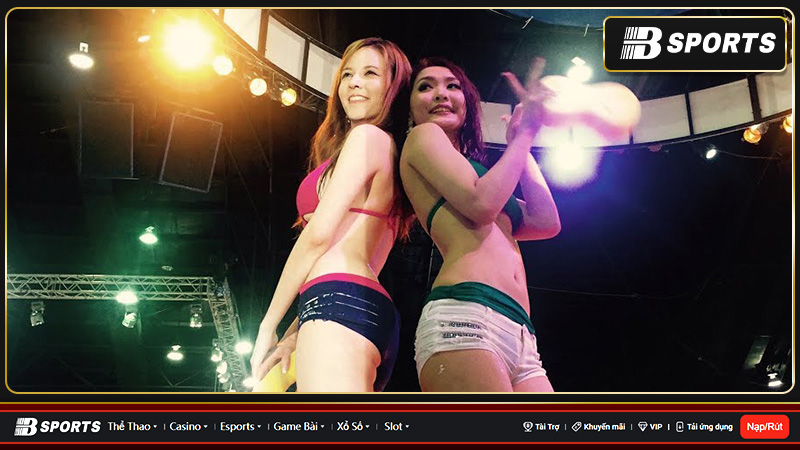 B SPORTS
B SPORTS Thể Thao Casino Esports Game Bài Xổ Số Slot Tài Trợ Khuyến mãi VIP Tải ứng dụng Nạp/Rút